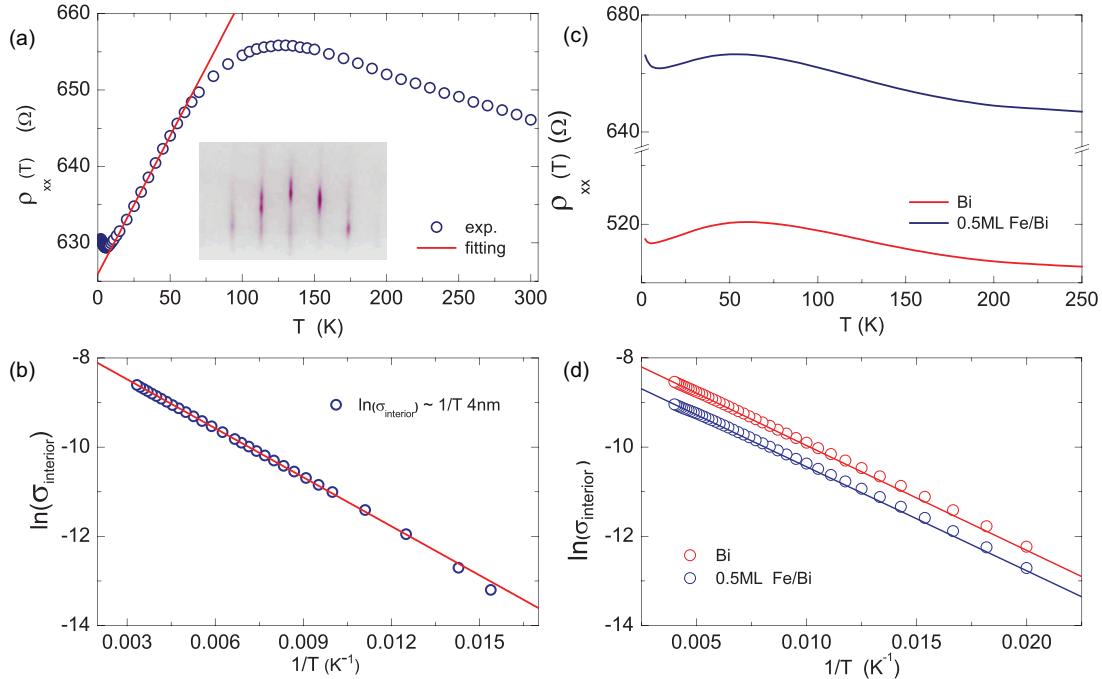 (a)
660
650
640
630
ρxx (T) (Ω)
exp.
fitting
0 50 100 150 200 250 300
T (K)
(c)
680
640
520
ρxx (T) (Ω)
Bi
0.5ML Fe/Bi
0 50 100 150 200 250
T (K)
(b)
-8
-10
-12
-14
ln(σinterior)
ln(σinterior) ~ 1/T 4nm
0.003 0.006 0.009 0.012 0.015
1/T (K-1)
(d)
-8
-10
-12
-14
ln(σinterior)
Bi
0.5ML Fe/Bi
0.005 0.010 0.015 0.020
1/T (K-1)